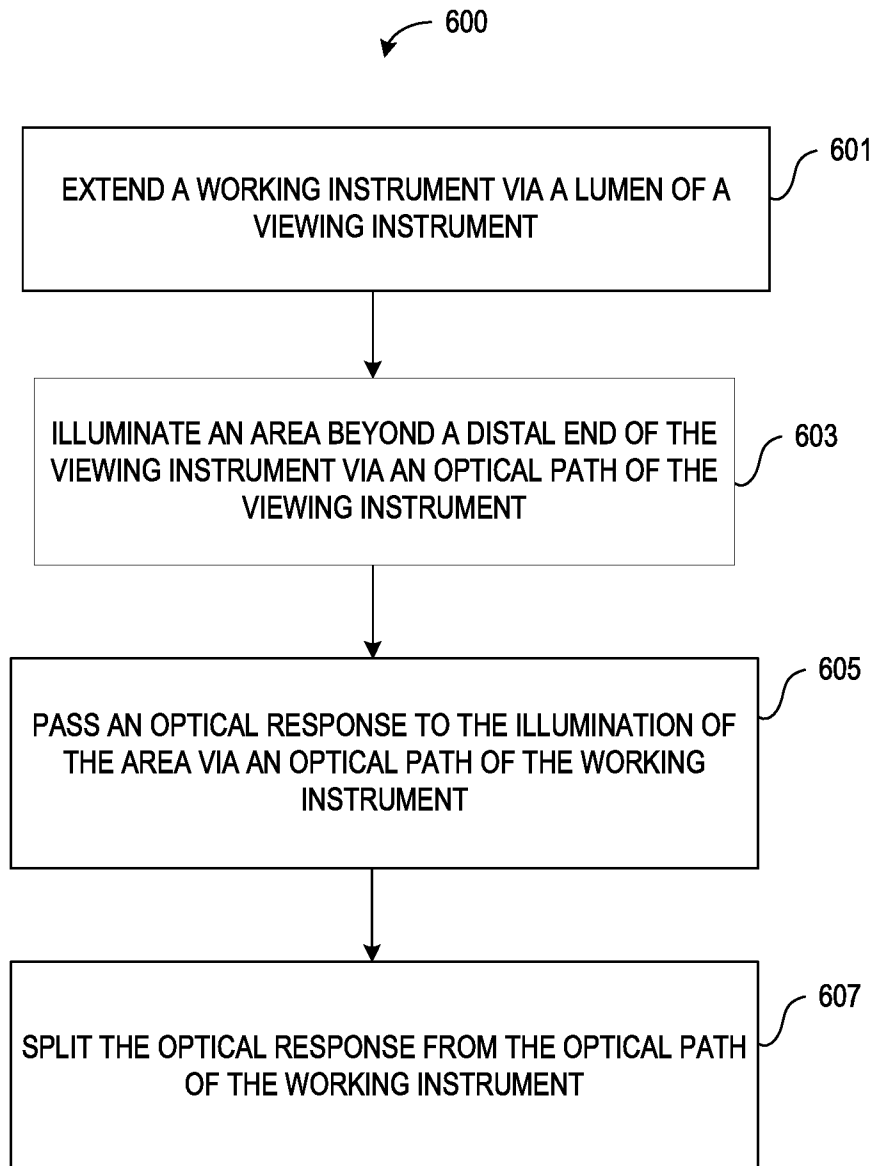 600
601
EXTEND A WORKING INSTRUMENT VIA A LUMEN OF A
VIEWING INSTRUMENT
603
ILLUMINATE AN AREA BEYOND A DISTAL END OF THE
VIEWING INSTRUMENT VIA AN OPTICAL PATH OF THE
VIEWING INSTRUMENT
605
PASS AN OPTICAL RESPONSE TO THE ILLUMINATION OF
THE AREA VIA AN OPTICAL PATH OF THE WORKING
INSTRUMENT
607
SPLIT THE OPTICAL RESPONSE FROM THE OPTICAL PATH
OF THE WORKING INSTRUMENT